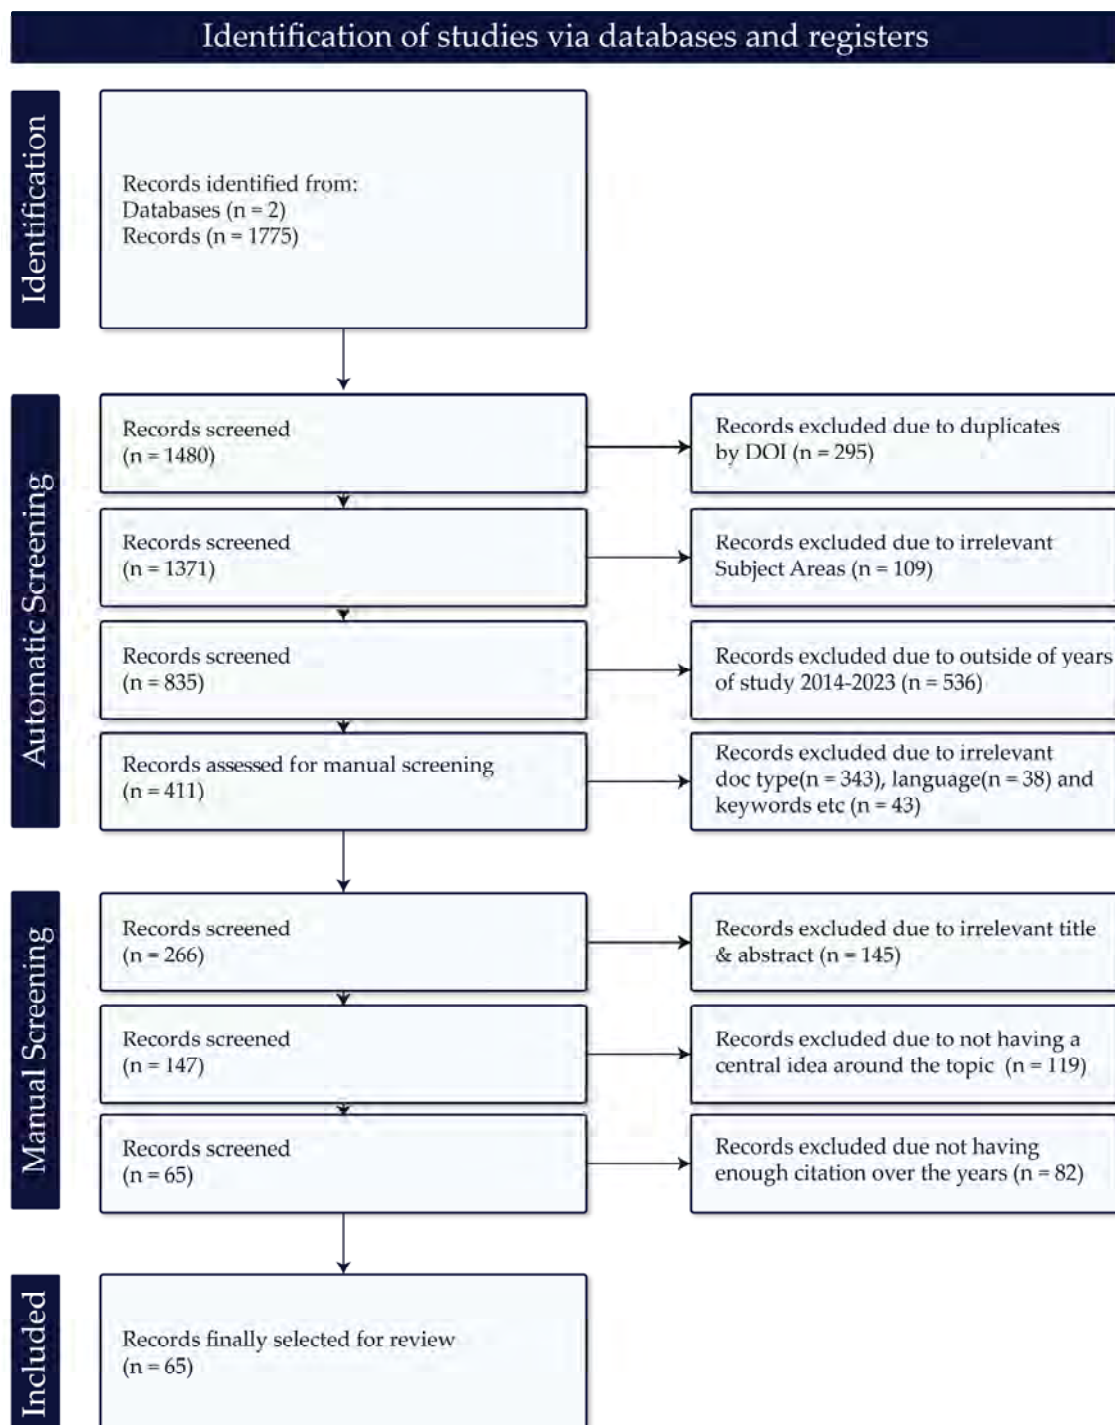 Identification of studies via databases and registers
Identification
Records identified from:
Databases (n = 2)
Records (n = 1775)
Automatic Screening
Records screened
(n = 1480)
Records excluded due to duplicates
by DOI (n = 295)
Records screened
(n = 1371)
Records excluded due to irrelevant
Subject Areas (n = 109)
Records screened
(n = 835)
Records excluded due to outside of years
of study 2014-2023 (n = 536)
Records assessed for manual screening
(n = 411)
Records excluded due to irrelevant
doc type(n = 343), language(n = 38) and
keywords etc (n = 43)
Manual Screening
Records screened
(n = 266)
Records excluded due to irrelevant title
& abstract (n = 145)
Records screened
(n = 147)
Records excluded due to not having a
central idea around the topic (n = 119)
Records screened
(n = 65)
Records excluded due not having
enough citation over the years (n = 82)
Included
Records finally selected for review
(n = 65)